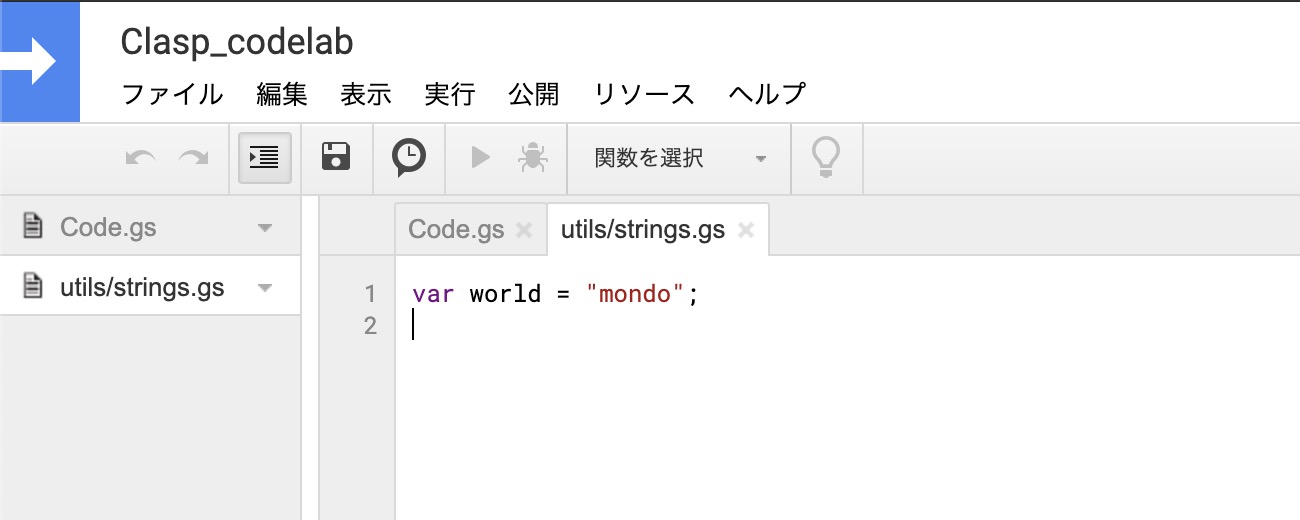 Clasp_codelab
ファイル 編集 表示 実行 公開 リソース ヘルプ
関数を選択
Code.gs
utils/strings.gs
Code.gs utils/strings.gs
1 var world = "mondo";
2